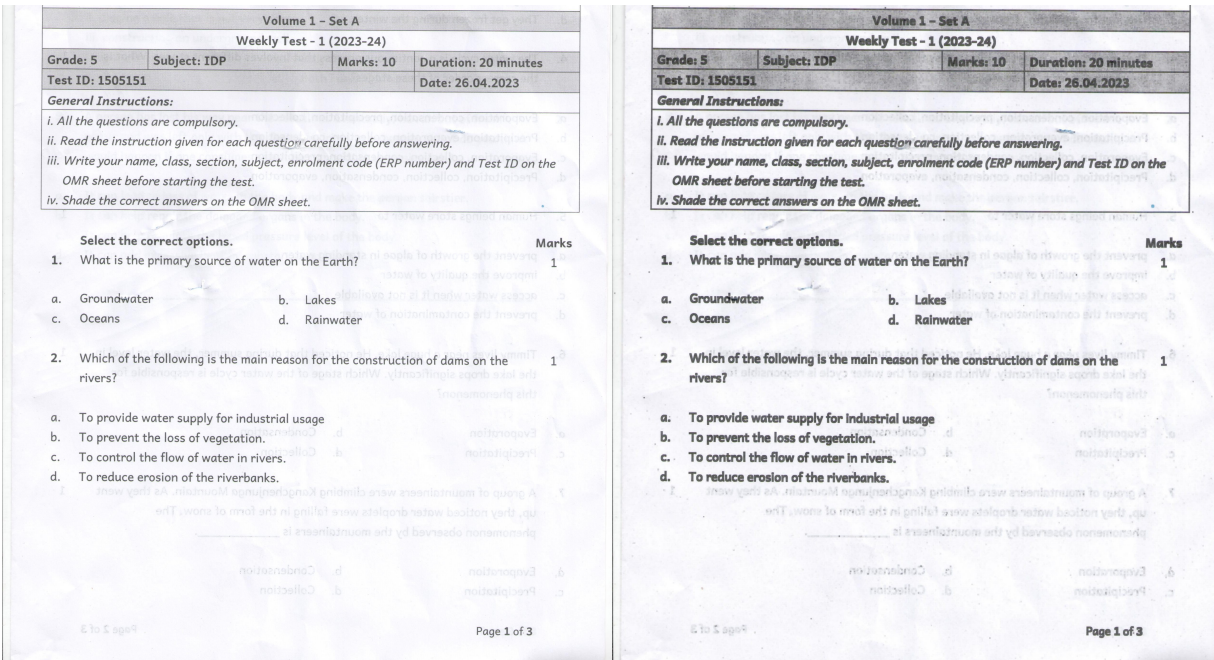 Volume 1 – Set A
Weekly Test – 1 (2023-24)
Grade: 5 Subject: IDP Marks: 10 Duration: 20 minutes
Test ID: 1505151 Date: 26.04.2023
General Instructions:
i. All the questions are compulsory.
ii. Read the instruction given for each question carefully before answering.
iii. Write your name, class, section, subject, enrolment code (ERP number) and Test ID on the
OMR sheet before starting the test.
iv. Shade the correct answers on the OMR sheet.
Select the correct options. Marks
1. What is the primary source of water on the Earth? 1
a. Groundwater b. Lakes
c. Oceans d. Rainwater
2. Which of the following is the main reason for the construction of dams on the 1
rivers?
a. To provide water supply for industrial usage
b. To prevent the loss of vegetation.
c. To control the flow of water in rivers.
d. To reduce erosion of the riverbanks.
Page 1 of 3
Volume 1 – Set A
Weekly Test – 1 (2023-24)
Grade: 5 Subject: IDP Marks: 10 Duration: 20 minutes
Test ID: 1505151 Date: 26.04.2023
General Instructions:
i. All the questions are compulsory.
ii. Read the instruction given for each question carefully before answering.
iii. Write your name, class, section, subject, enrolment code (ERP number) and Test ID on the
OMR sheet before starting the test.
iv. Shade the correct answers on the OMR sheet.
Select the correct options. Marks
1. What is the primary source of water on the Earth? 1
a. Groundwater b. Lakes
c. Oceans d. Rainwater
2. Which of the following is the main reason for the construction of dams on the 1
rivers?
a. To provide water supply for industrial usage
b. To prevent the loss of vegetation.
c. To control the flow of water in rivers.
d. To reduce erosion of the riverbanks.
Page 1 of 3